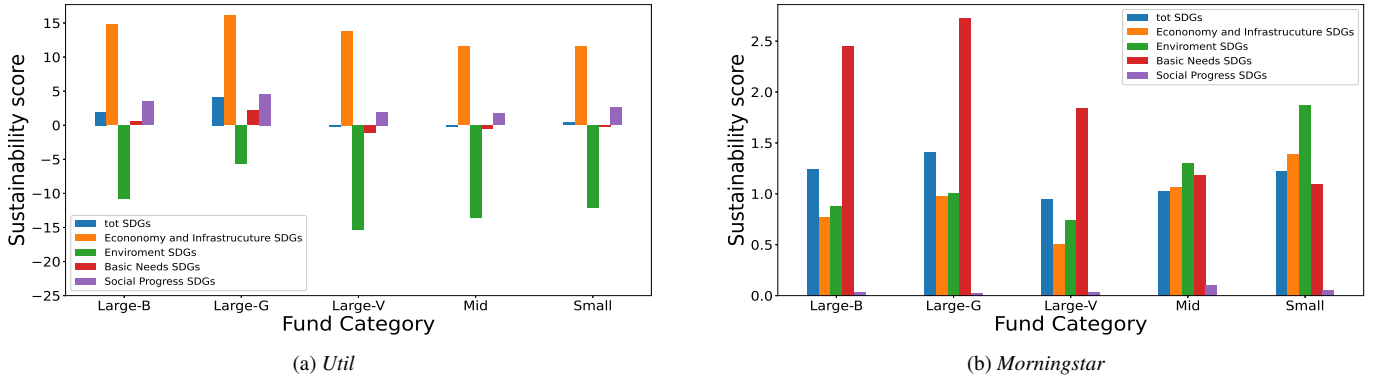 Sustainability score
15
10
5
0
−5
−10
−15
−20
−25
tot SDGs
Econonomy and Infrastrucuture SDGs
Enviroment SDGs
Basic Needs SDGs
Social Progress SDGs
Large-B Large-G Large-V Mid Small
Fund Category
(a) Util
Sustainability score
2.5
2.0
1.5
1.0
0.5
0.0
tot SDGs
Econonomy and Infrastrucuture SDGs
Enviroment SDGs
Basic Needs SDGs
Social Progress SDGs
Large-B Large-G Large-V Mid Small
Fund Category
(b) Morningstar